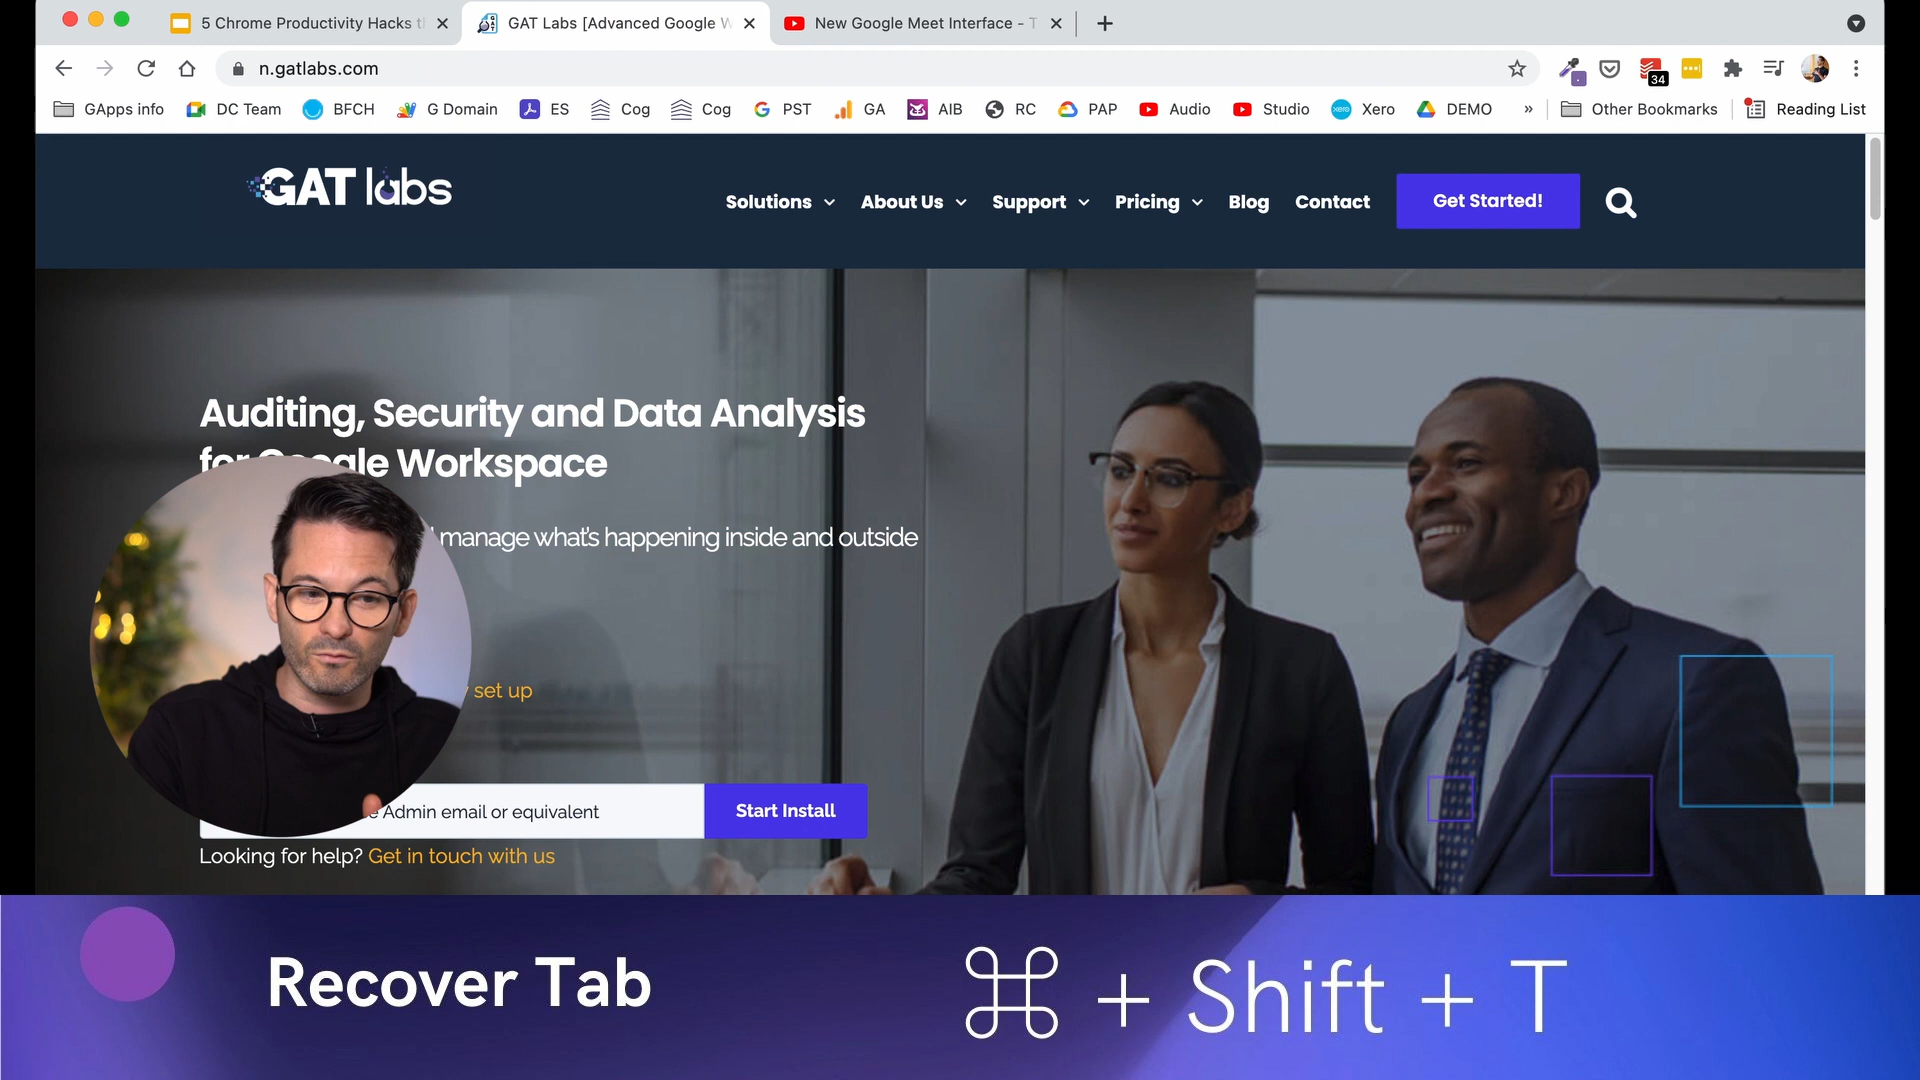 5 Chrome Productivity Hacks
GAT Labs [Advanced Google
New Google Meet Interface -
n.gatlabs.com
34
GApps info
DC Team
BFCH
G Domain
ES
Cog
Cog
PST
GA
AIB
RC
PAP
Audio
Studio
xero
Xero
DEMO
»
Other Bookmarks
Reading List
GAT labs
Solutions
About Us
Support
Pricing
Blog
Contact
Get Started!
Auditing, Security and Data Analysis
for Google Workspace
manage what's happening inside and outside
set up
Admin email or equivalent
Start Install
Looking for help? Get in touch with us
Recover Tab
⌘ + Shift + T